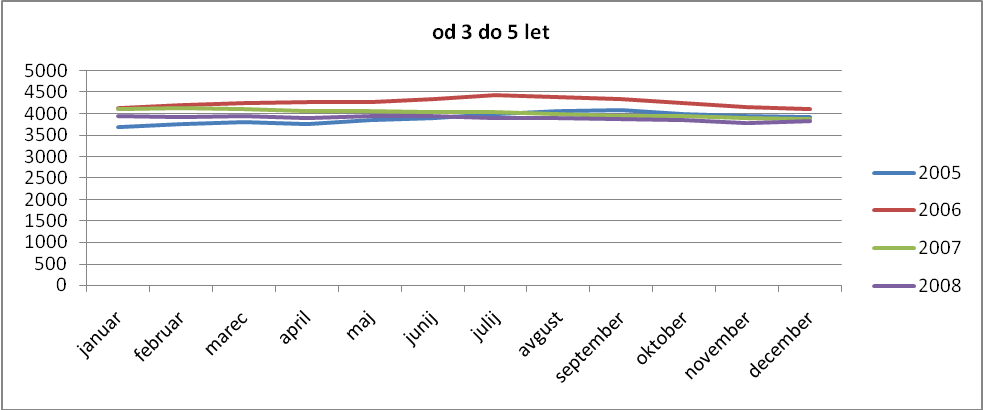 od 3 do 5 let
5000
4500
4000
3500
3000
2500
2000
1500
1000
500
0
januar
februar
marec
april
maj
junij
julij
avgust
september
oktober
november
december
2005
2006
2007
2008